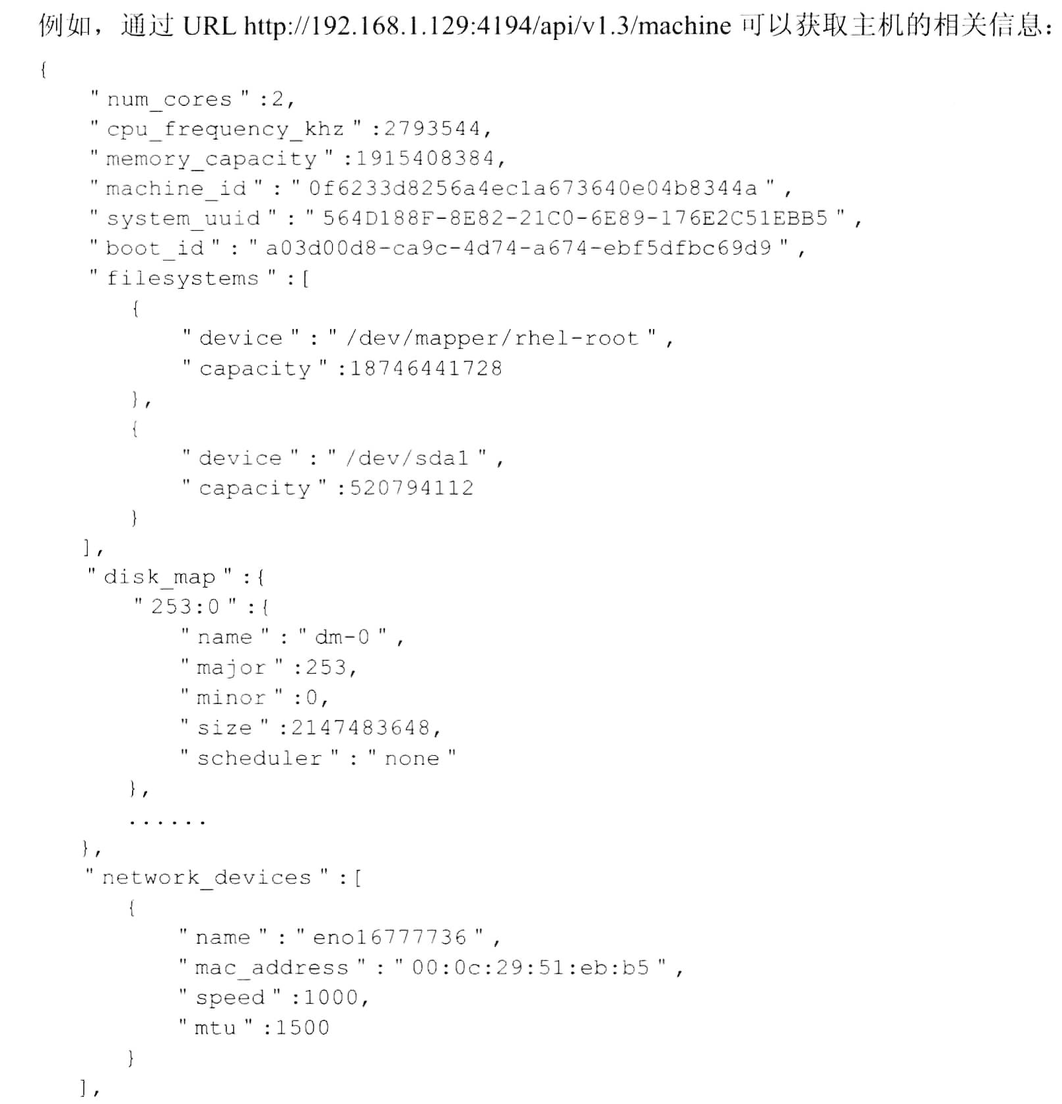 例如，通过 URL http://192.168.1.129:4194/api/v1.3/machine 可以获取主机的相关信息：
{
"num_cores":2,
"cpu_frequency_khz":2793544,
"memory_capacity":1915408384,
"machine_id":"0f6233d8256a4ec1a673640e04b8344a",
"system_uuid":"564D188F-8E82-21C0-6E89-176E2C51EBB5",
"boot_id":"a03d00d8-ca9c-4d74-a674-ebf5dfbc69d9",
"filesystems":[
{
"device":"/dev/mapper/rhel-root",
"capacity":18746441728
},
{
"device":"/dev/sda1",
"capacity":520794112
}
],
"disk_map":{
"253:0":{
"name":"dm-0",
"major":253,
"minor":0,
"size":2147483648,
"scheduler":"none"
},
......
},
"network_devices":[
{
"name":"eno16777736",
"mac_address":"00:0c:29:51:eb:b5",
"speed":1000,
"mtu":1500
}
],